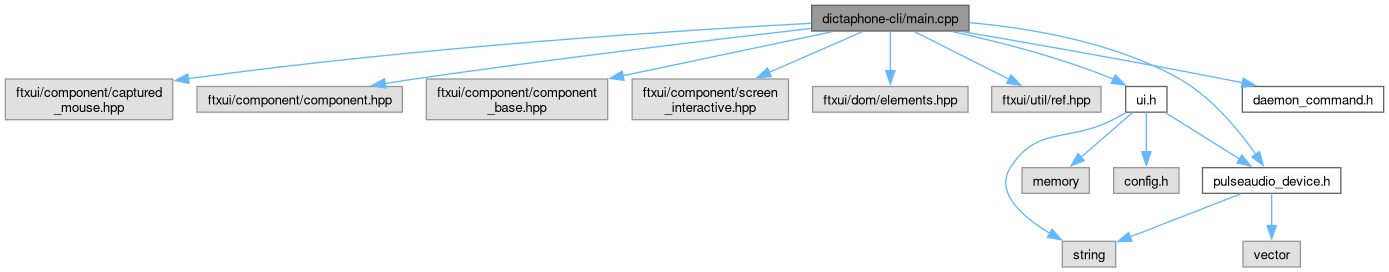 dictaphone-cli/main.cpp
ftxui/component/captured
_mouse.hpp
ftxui/component/component.hpp
ftxui/component/component
_base.hpp
ftxui/component/screen
_interactive.hpp
ftxui/dom/elements.hpp
ftxui/util/ref.hpp
ui.h
daemon_command.h
memory
config.h
pulseaudio_device.h
string
vector